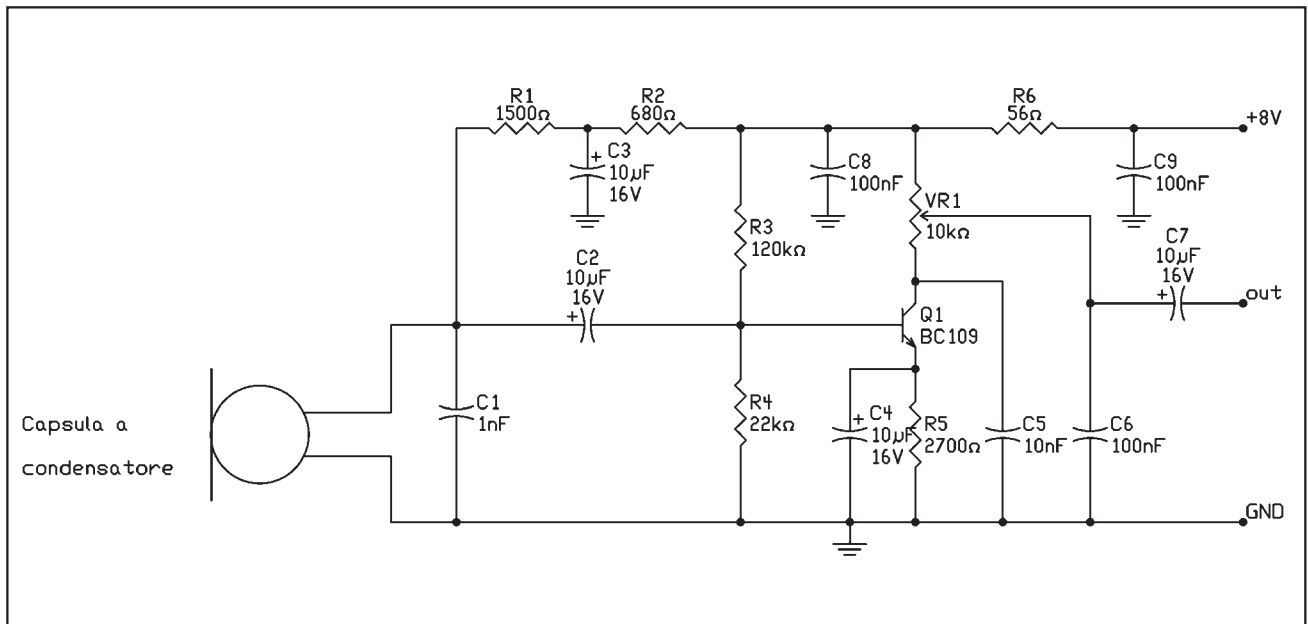 R1
1500Ω
R2
680Ω
R6
56Ω
+8V
+ C3
10µF
16V
C8
100nF
C9
100nF
R3
120kΩ
VR1
10kΩ
C7
10µF
16V
+
out
C2
10µF
16V
+
Q1
BC109
Capsula a
condensatore
C1
1nF
R4
22kΩ
+ C4
10µF
16V
R5
2700Ω
C5
10nF
C6
100nF
GND